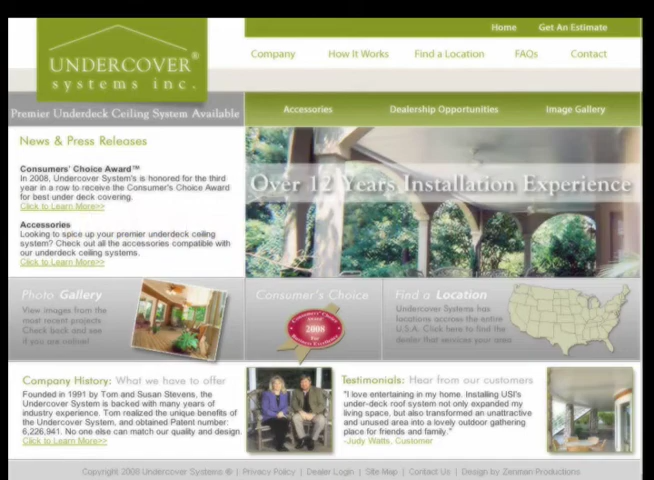 Home Get An Estimate
UNDERCOVER®
systems inc.
Company How It Works Find a Location FAQs Contact
Premier Underdeck Ceiling System Available
Accessories Dealership Opportunities Image Gallery
News & Press Releases
Consumers' Choice Award™
In 2008, Undercover System's is honored for the third
year in a row to receive the Consumer's Choice Award
for best under deck covering.
Click to Learn More>>
Accessories
Looking to spice up your premier underdeck ceiling
system? Check out all the accessories compatible with
our underdeck ceiling systems.
Click to Learn More>>
Over 12 Years Installation Experience
Photo Gallery
View images from the
most recent projects
Check back and see
if you are online!
Consumer's Choice
Consumers' Choice
Award
2008
For
Business Excellence
Find a Location
Undercover Systems has
locations accross the entire
U.S.A. Click here to find the
dealer that services your area.
Company History: What we have to offer
Founded in 1991 by Tom and Susan Stevens, the
Undercover System is backed with many years of
industry experience. Tom realized the unique benefits of
the Undercover System, and obtained Patent number:
6,226,941. No one else can match our quality and design.
Click to Learn More>>
Testimonials: Hear from our customers
"I love entertaining in my home. Installing USI's
under-deck roof system not only expanded my
living space, but also transformed an unattractive
and unused area into a lovely outdoor gathering
place for friends and family."
-Judy Watts, Customer
Copyright 2008 Undercover Systems ® | Privacy Policy | Dealer Login | Site Map | Contact Us | Design by Zenman Productions